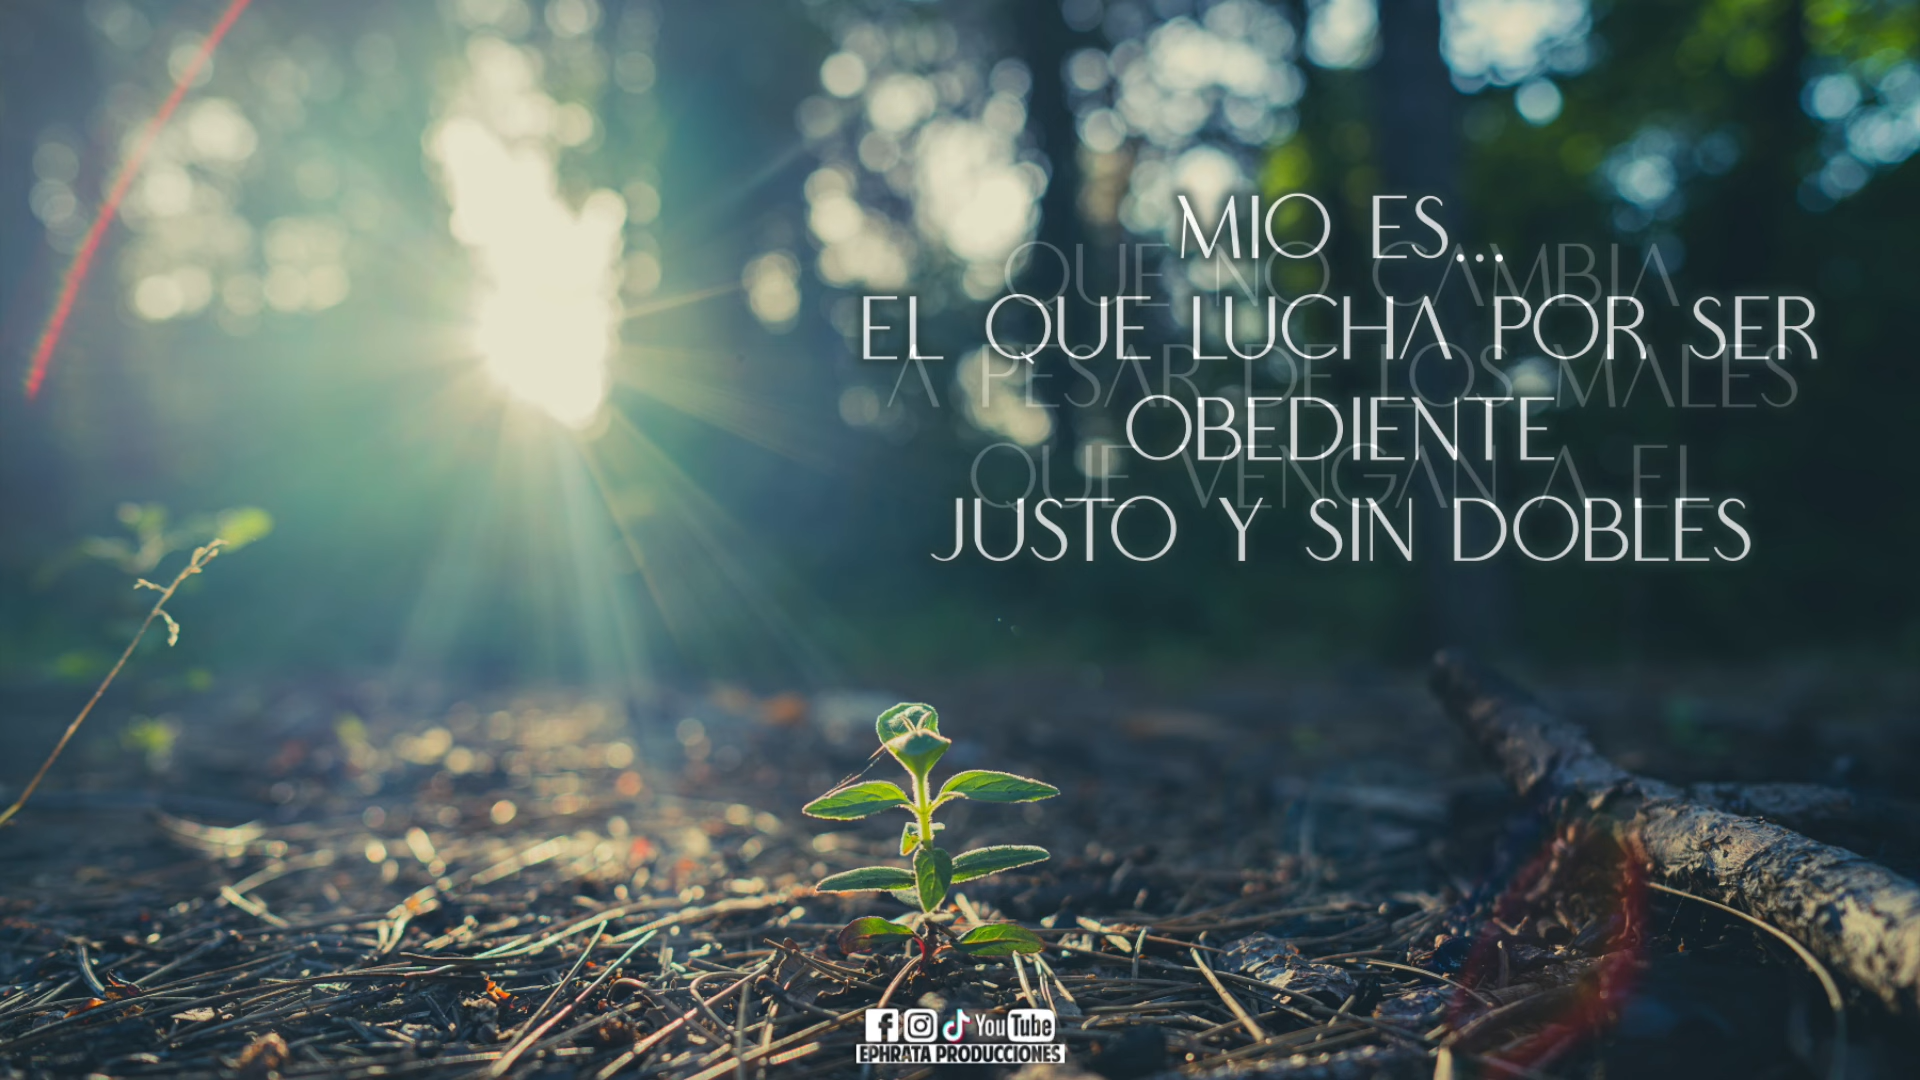 MIO ES...
EL QUE LUCHA POR SER
OBEDIENTE
JUSTO Y SIN DOBLES
QUE NO CAMBIA
A PESAR DE LOS MALES
QUE VENGAN A EL
YouTube
EPHRATA PRODUCCIONES